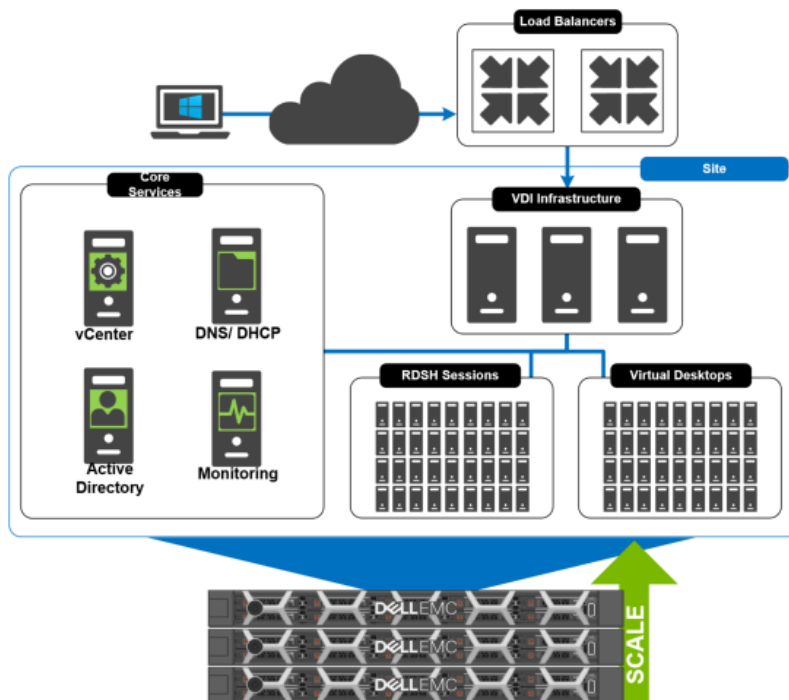 Load Balancers
Site
Core
Services
VDI Infrastructure
vCenter
DNS/ DHCP
Active
Directory
Monitoring
RDSH Sessions
Virtual Desktops
DELLEMC
DELLEMC
DELLEMC
SCALE